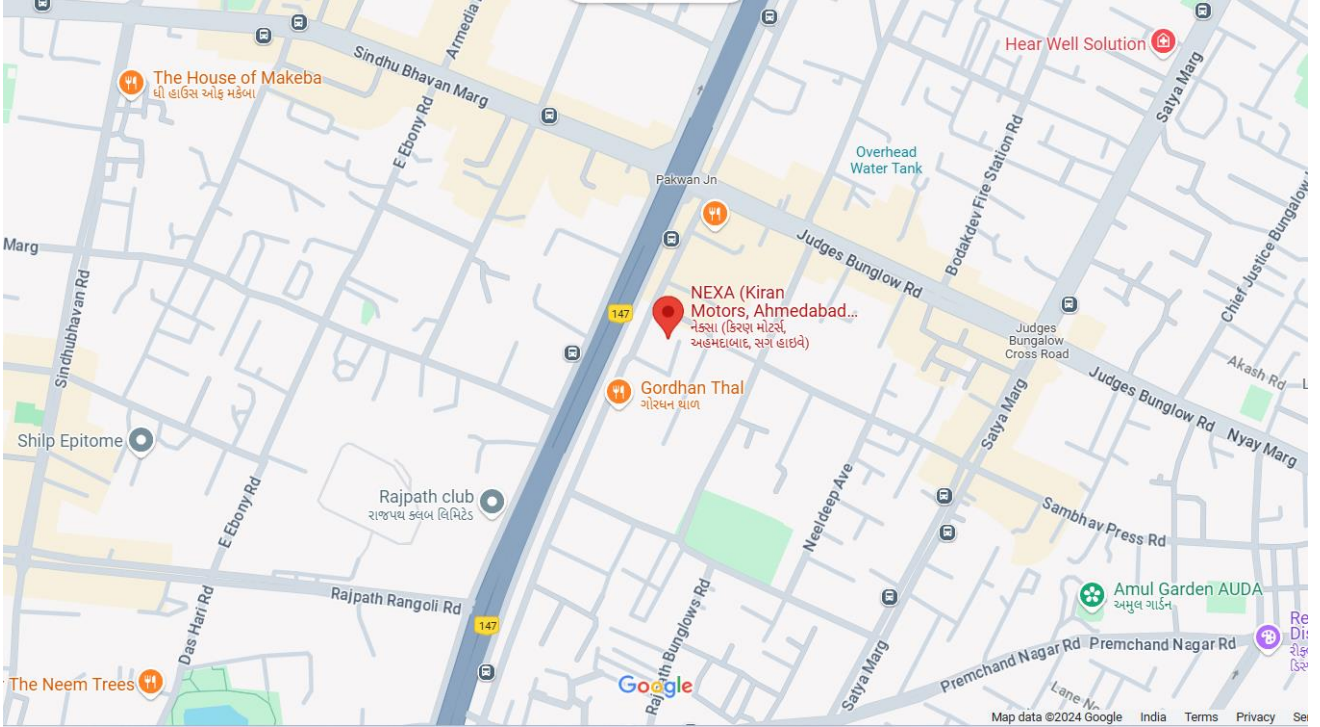 Armedia
Hear Well Solution
Sindhu Bhavan Marg
The House of Makeba
ધી હાઉસ ઓફ મકેબા
Satya Marg
E Ebony Rd
Overhead
Water Tank
Bodakdev Fire Station Rd
Pakwan Jn
Chief Justice Bungalow
Marg
Judges Bunglow Rd
Sindhubhavan Rd
147
NEXA (Kiran
Motors, Ahmedabad...
નેક્સા (કિરણ મોટર્સ,
અહમદાબાદ, સગ હાઇવે)
Judges
Bungalow
Cross Road
Akash Rd
Gordhan Thal
ગોરધન થાળ
Judges Bunglow Rd
Nyay Marg
Satya Marg
Shilp Epitome
Rajpath club
રાજપથ ક્લબ લિમિટેડ
E Ebony Rd
Neeldeep Ave
Sambhav Press Rd
Rajpath Rangoli Rd
Amul Garden AUDA
અમુલ ગાર્ડન
Das Hari Rd
147
Premchand Nagar Rd
Premchand Nagar Rd
Re
Dis
The Neem Trees
Google
Satya Marg
Lane No
Map data ©2024 Google India Terms Privacy Se